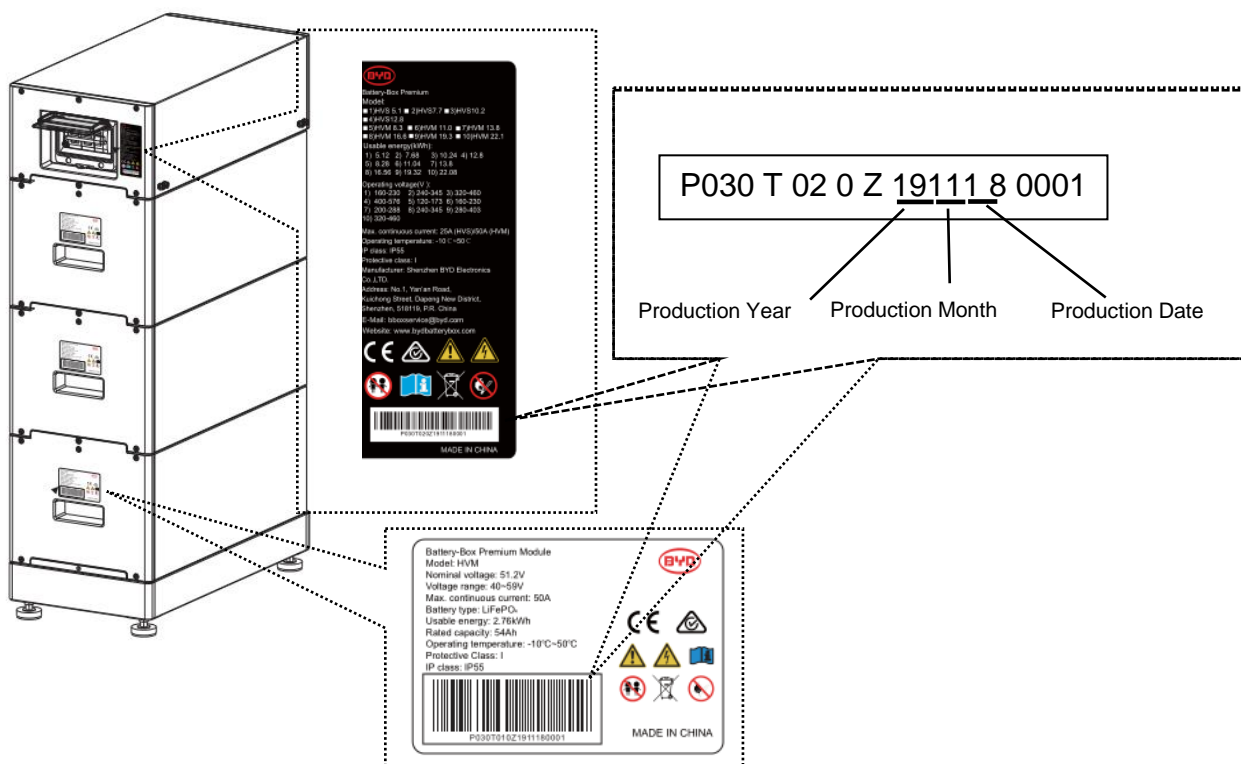 BYD
Battery-Box Premium
Model:
■1)HVS 5.1 ■ 2)HVS7.7 ■3)HVS10.2
■4)HVS12.8
■5)HVM 8.3 ■ 6)HVM 11.0 ■ 7)HVM 13.8
■8)HVM 16.6 ■9)HVM 19.3 ■ 10)HVM 22.1
Usable energy(kWh):
1) 5.12 2) 7.68 3) 10.24 4) 12.8
5) 8.28 6) 11.04 7) 13.8
8) 16.56 9) 19.32 10) 22.08
Operating voltage(V ):
1) 160-230 2) 240-345 3) 320-460
4) 400-576 5) 120-173 6) 160-230
7) 200-288 8) 240-345 9) 280-403
10) 320-460
Max. continuous current: 25A (HVS)/50A (HVM)
Operating temperature: -10℃~50℃
IP class: IP55
Protective class: I
Manufacturer: Shenzhen BYD Electronics
Co.,LTD.
Address: No.1, Yan'an Road,
Kuichong Street, Dapeng New District,
Shenzhen, 518119, P.R. China
E-Mail: bboxservice@byd.com
Website: www.bydbatterybox.com
CE
P030T020Z1911180001
MADE IN CHINA
P030 T 02 0 Z 19111 8 0001
Production Year
Production Month
Production Date
Battery-Box Premium Module
Model: HVM
Nominal voltage: 51.2V
Voltage range: 40~59V
Max. continuous current: 50A
Battery type: LiFePO₄
Usable energy: 2.76kWh
Rated capacity: 54Ah
Operating temperature: -10℃~50℃
Protective Class: I
IP class: IP55
P030T010Z1911180001
BYD
CE
MADE IN CHINA